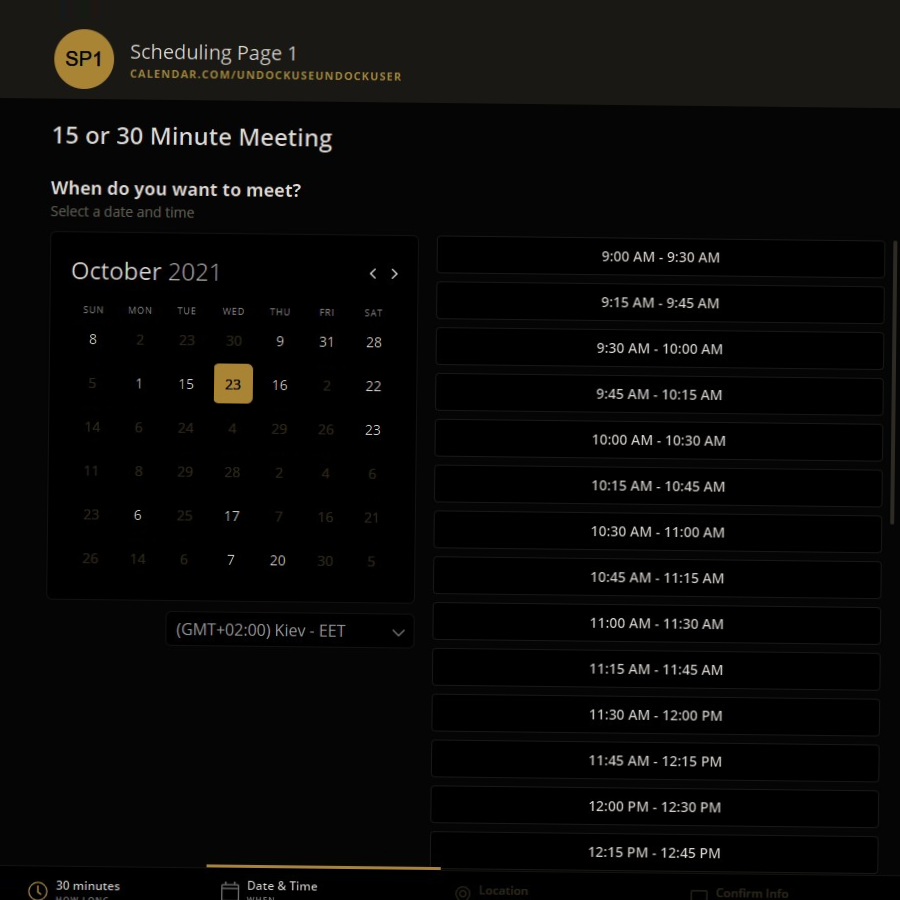 SP1
Scheduling Page 1
CALENDAR.COM/UNDOCKUSEUNDOCKUSER
15 or 30 Minute Meeting
When do you want to meet?
Select a date and time
October 2021
SUN MON TUE WED THU FRI SAT
8 2 23 30 9 31 28
5 1 15 23 16 2 22
14 6 24 4 29 26 23
11 8 29 28 2 4 6
23 6 25 17 7 16 21
26 14 6 7 20 30 5
(GMT+02:00) Kiev - EET
9:00 AM - 9:30 AM
9:15 AM - 9:45 AM
9:30 AM - 10:00 AM
9:45 AM - 10:15 AM
10:00 AM - 10:30 AM
10:15 AM - 10:45 AM
10:30 AM - 11:00 AM
10:45 AM - 11:15 AM
11:00 AM - 11:30 AM
11:15 AM - 11:45 AM
11:30 AM - 12:00 PM
11:45 AM - 12:15 PM
12:00 PM - 12:30 PM
12:15 PM - 12:45 PM
30 minutes
HOW LONG
Date & Time
WHEN
Location
Confirm Info